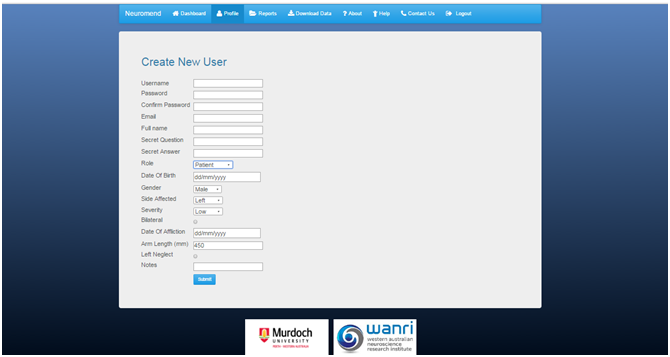 Neuromend Dashboard Profile Reports Download Data ? About Help Contact Us Logout
Create New User
Username
Password
Confirm Password
Email
Full name
Secret Question
Secret Answer
Role Patient
Date Of Birth dd/mm/yyyy
Gender Male
Side Affected Left
Severity Low
Bilateral
Date Of Affliction dd/mm/yyyy
Arm Length (mm) 450
Left Neglect
Notes
Submit
Murdoch
UNIVERSITY
wanri
western australian
neuroscience
research institute